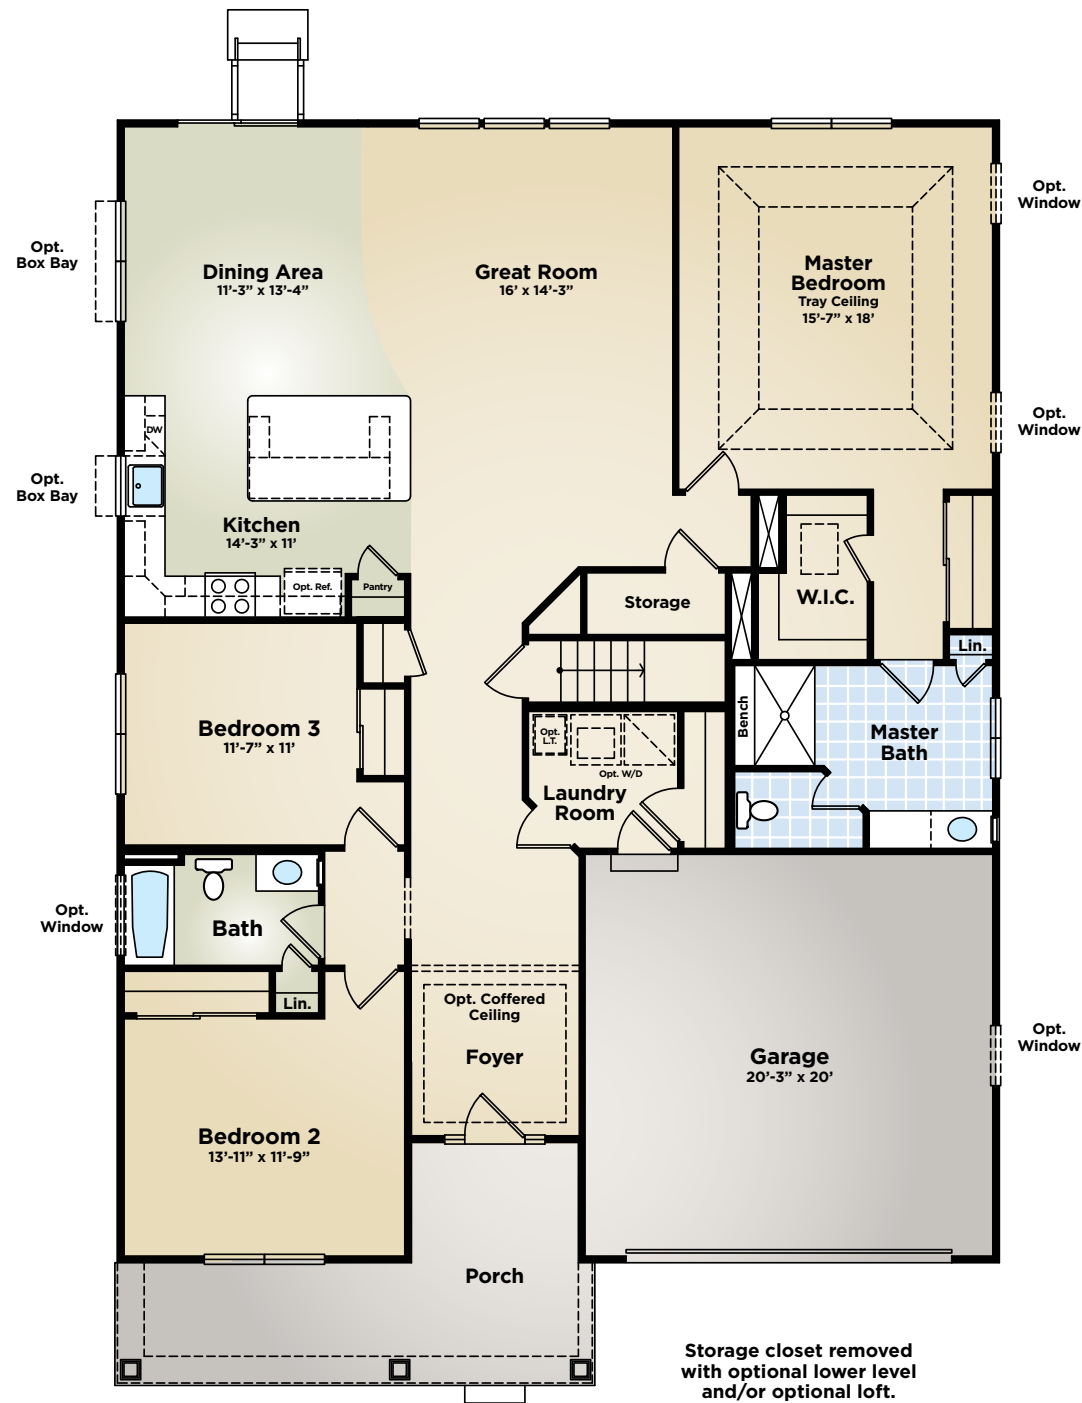 Opt.
Window
Opt.
Box Bay
Dining Area
11'-3” x 13'-4”
Great Room
16' x 14'-3”
Master
Bedroom
Tray Ceiling
15'-7” x 18'
Opt.
Window
DW
Opt.
Box Bay
Kitchen
14'-3” x 11'
Opt. Ref.
Pantry
Storage
W.I.C.
Lin.
Bedroom 3
11'-7” x 11'
Opt.
L.T.
Opt. W/D
Laundry
Room
Bench
Master
Bath
Opt.
Window
Bath
Lin.
Opt. Coffered
Ceiling
Foyer
Garage
20'-3” x 20'
Opt.
Window
Bedroom 2
13'-11” x 11'-9”
Porch
Storage closet removed
with optional lower level
and/or optional loft.